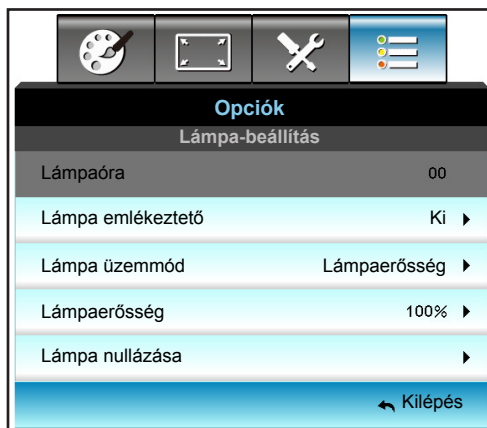 Opciók
Lámpa-beállítás
Lámpaóra 00
Lámpa emlékeztető Ki
Lámpa üzemmód Lámpaerősség
Lámpaerősség 100%
Lámpa nullázása
Kilépés